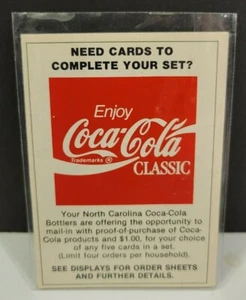 NEED CARDS TO
COMPLETE YOUR SET?
Enjoy
Coca-Cola
Trademark ®
CLASSIC
Your North Carolina Coca-Cola
Bottlers are offering the opportunity to
mail-in with proof-of-purchase of Coca-
Cola products and $1.00, for your choice
of any five cards in a set.
(Limit four orders per household).
SEE DISPLAYS FOR ORDER SHEETS
AND FURTHER DETAILS.